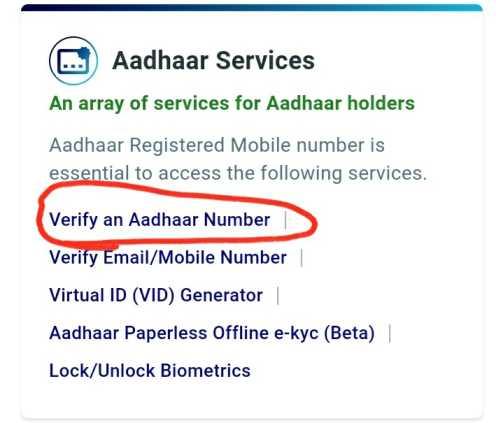 Aadhaar Services
An array of services for Aadhaar holders
Aadhaar Registered Mobile number is
essential to access the following services.
Verify an Aadhaar Number |
Verify Email/Mobile Number |
Virtual ID (VID) Generator |
Aadhaar Paperless Offline e-kyc (Beta) |
Lock/Unlock Biometrics